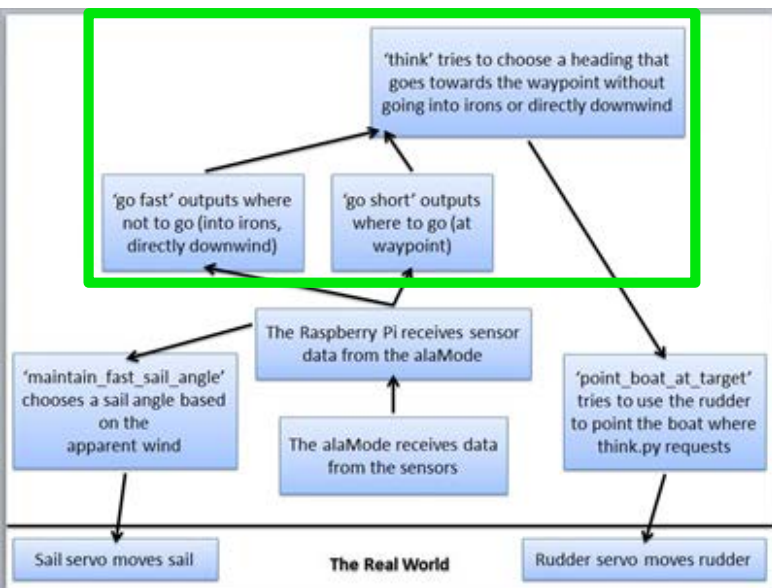 ‘think’ tries to choose a heading that
goes towards the waypoint without
going into irons or directly downwind
‘go fast’ outputs where
not to go (into irons,
directly downwind)
‘go short’ outputs
where to go (at
waypoint)
The Raspberry Pi receives sensor
data from the alaMode
‘maintain_fast_sail_angle’
chooses a sail angle based
on the
apparent wind
The alaMode receives data
from the sensors
‘point_boat_at_target’
tries to use the rudder
to point the boat where
think.py requests
Sail servo moves sail
The Real World
Rudder servo moves rudder